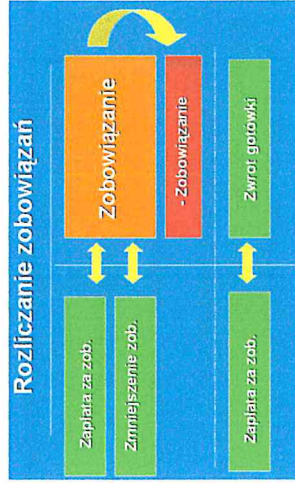 Rozliczanie zobowiązań
Zapłata za zob.
Zobowiązanie
Zmniejszenie zob.
- Zobowiązanie
Zapłata za zob.
Zwrot gotówki